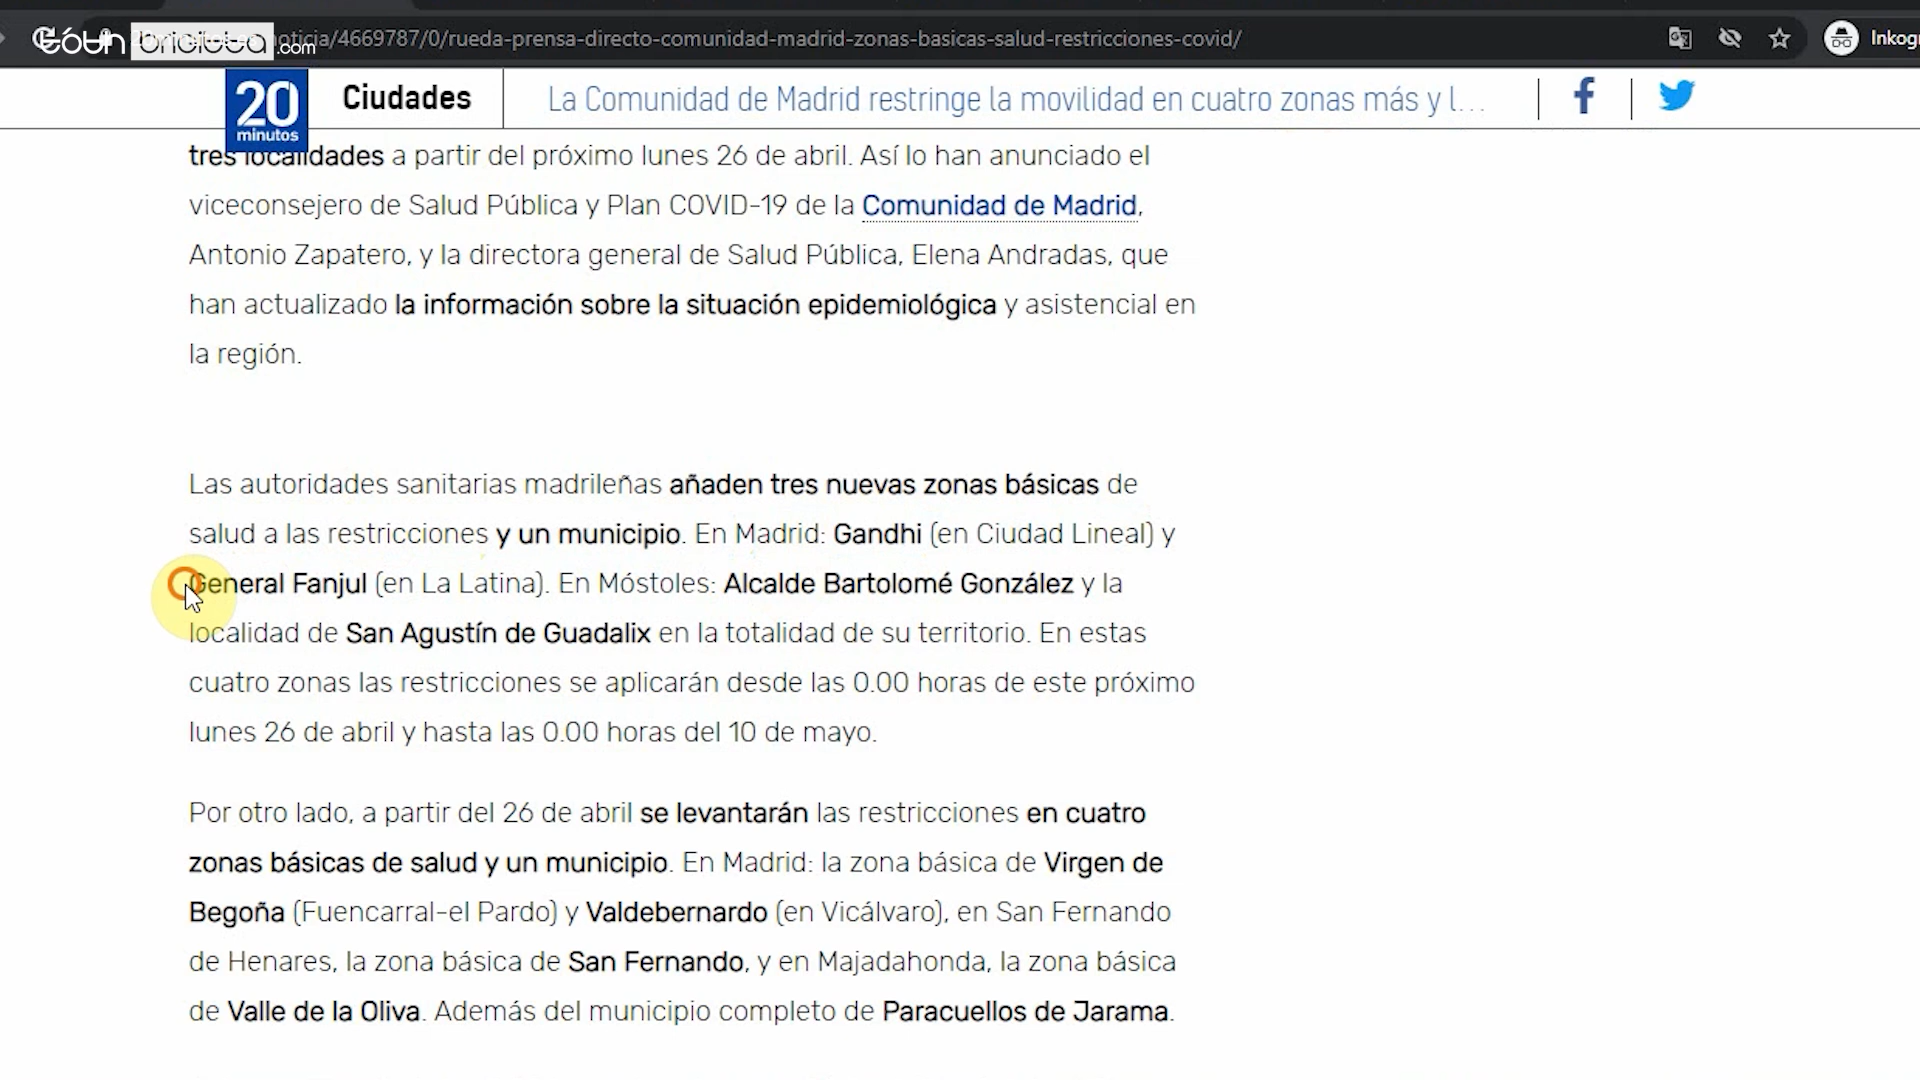 noticia/4669787/0/rueda-prensa-directo-comunidad-madrid-zonas-basicas-salud-restricciones-covid/
.com
20
minutos
Ciudades
La Comunidad de Madrid restringe la movilidad en cuatro zonas más y l...
tres localidades a partir del próximo lunes 26 de abril. Así lo han anunciado el
viceconsejero de Salud Pública y Plan COVID-19 de la Comunidad de Madrid,
Antonio Zapatero, y la directora general de Salud Pública, Elena Andradas, que
han actualizado la información sobre la situación epidemiológica y asistencial en
la región.
Las autoridades sanitarias madrileñas añaden tres nuevas zonas básicas de
salud a las restricciones y un municipio. En Madrid: Gandhi (en Ciudad Lineal) y
General Fanjul (en La Latina). En Móstoles: Alcalde Bartolomé González y la
localidad de San Agustín de Guadalix en la totalidad de su territorio. En estas
cuatro zonas las restricciones se aplicarán desde las 0.00 horas de este próximo
lunes 26 de abril y hasta las 0.00 horas del 10 de mayo.
Por otro lado, a partir del 26 de abril se levantarán las restricciones en cuatro
zonas básicas de salud y un municipio. En Madrid: la zona básica de Virgen de
Begoña (Fuencarral-el Pardo) y Valdebernardo (en Vicálvaro), en San Fernando
de Henares, la zona básica de San Fernando, y en Majadahonda, la zona básica
de Valle de la Oliva. Además del municipio completo de Paracuellos de Jarama.